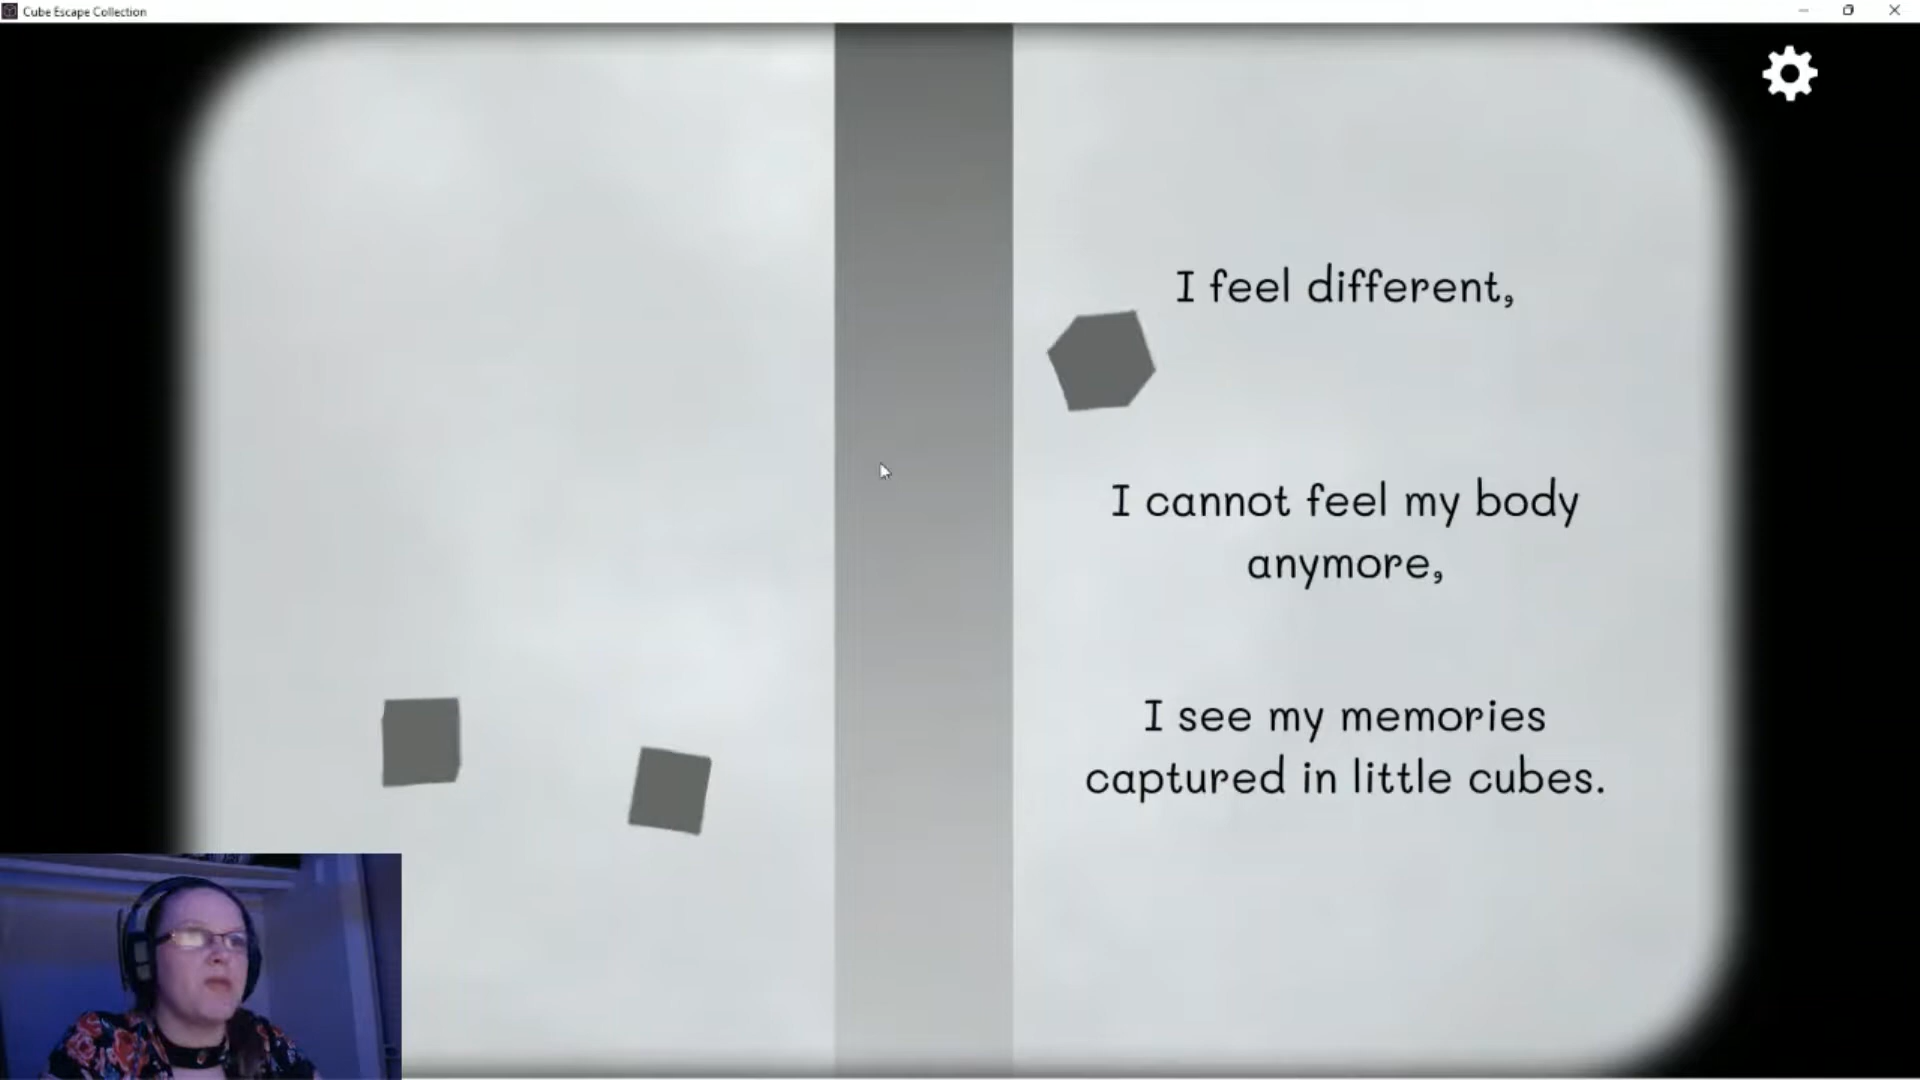 Cube Escape Collection
I feel different,
I cannot feel my body
anymore,
I see my memories
captured in little cubes.